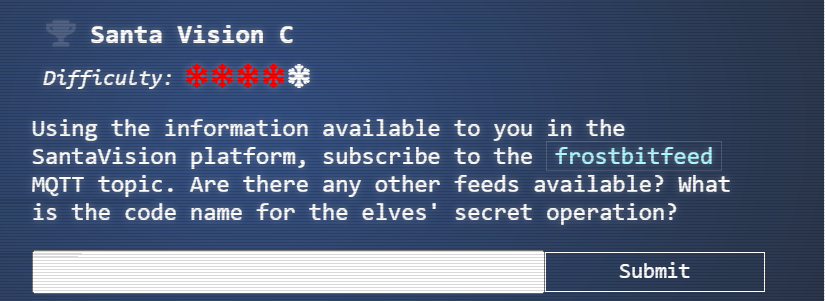 Santa Vision C
Difficulty:
Using the information available to you in the
SantaVision platform, subscribe to the frostbitfeed
MQTT topic. Are there any other feeds available? What
is the code name for the elves' secret operation?
Submit